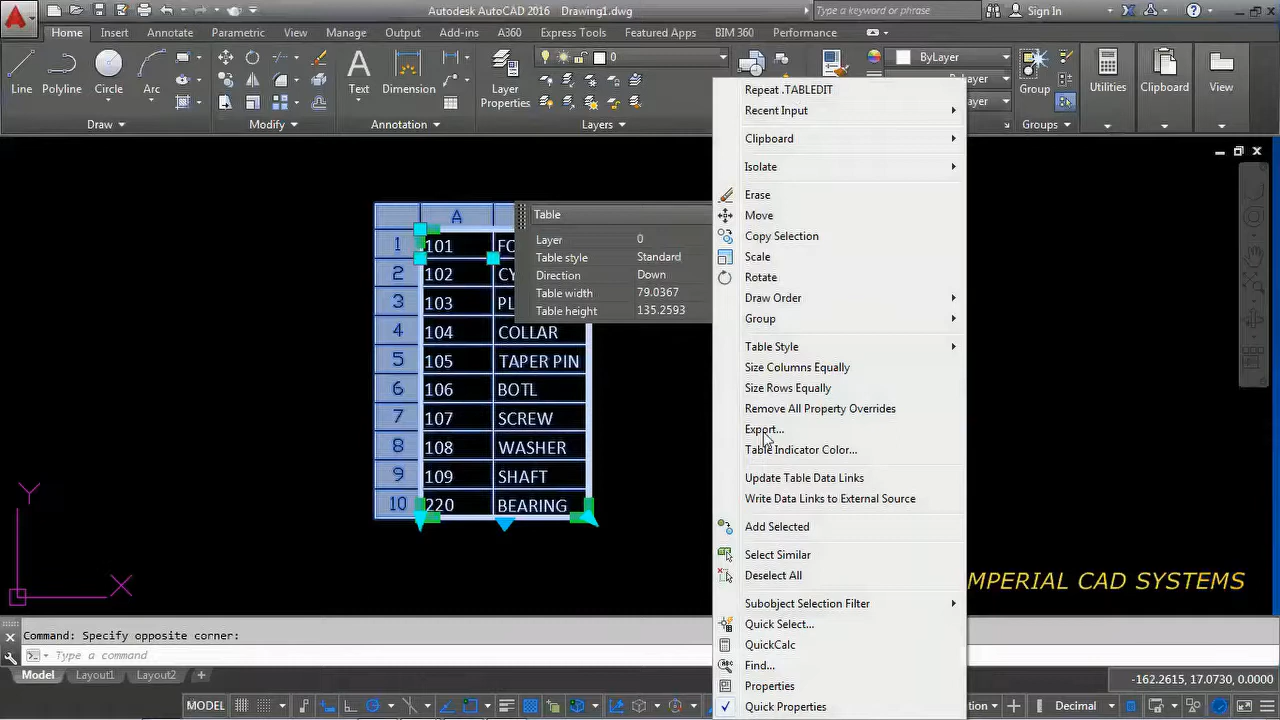 Autodesk AutoCAD 2016 Drawing1.dwg
Type a keyword or phrase
Sign In
Home Insert Annotate Parametric View Manage Output Add-ins A360 Express Tools Featured Apps BIM 360 Performance
Line Polyline Circle Arc
Text Dimension
Layer Properties
0
ByLayer
Group Utilities Clipboard View
Draw Modify Annotation Layers Groups
Repeat .TABLEDIT
Recent Input
Clipboard
Isolate
Erase
Move
Copy Selection
Scale
Rotate
Draw Order
Group
Table Style
Size Columns Equally
Size Rows Equally
Remove All Property Overrides
Export...
Table Indicator Color...
Update Table Data Links
Write Data Links to External Source
Add Selected
Select Similar
Deselect All
Subobject Selection Filter
Quick Select...
QuickCalc
Find...
Properties
Quick Properties
A
1 101
2 102
3 103
4 104 COLLAR
5 105 TAPER PIN
6 106 BOTL
7 107 SCREW
8 108 WASHER
9 109 SHAFT
10 220 BEARING
Table
Layer 0
Table style Standard
Direction Down
Table width 79.0367
Table height 135.2593
Y
X
MPERIAL CAD SYSTEMS
Command: Specify opposite corner:
Type a command
Model Layout1 Layout2 +
-162.2615, 17.0730, 0.0000
MODEL
Decimal